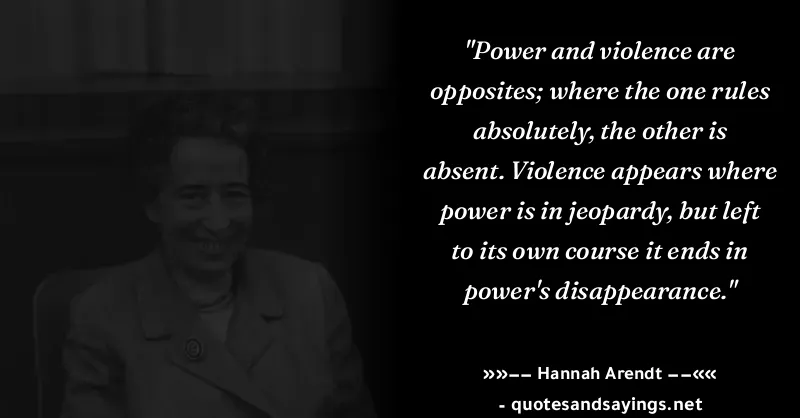 "Power and violence are
opposites; where the one rules
absolutely, the other is
absent. Violence appears where
power is in jeopardy, but left
to its own course it ends in
power's disappearance."
»»−− Hannah Arendt −−««
- quotesandsayings.net